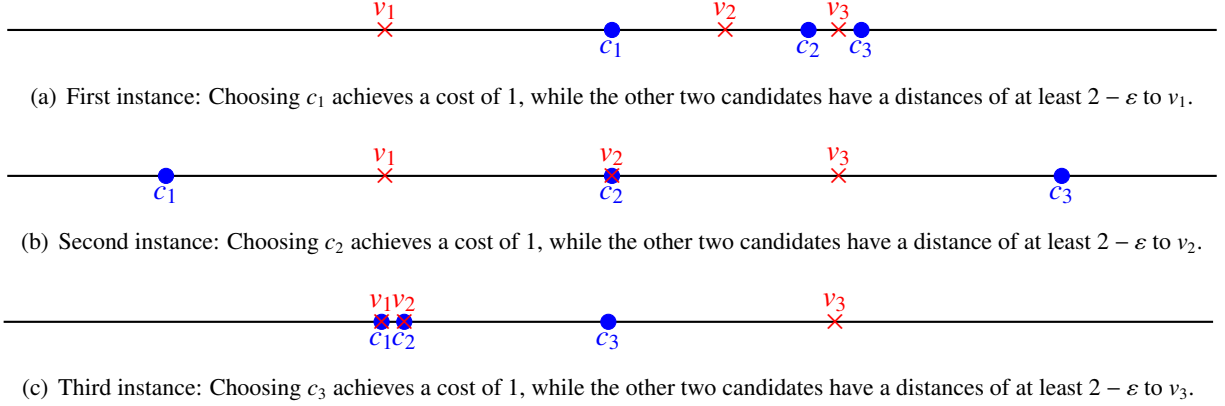 v₁ v₂ v₃
c₁ c₂ c₃
(a) First instance: Choosing c₁ achieves a cost of 1, while the other two candidates have a distances of at least 2 − ε to v₁.
v₁ v₂ v₃
c₁ c₂ c₃
(b) Second instance: Choosing c₂ achieves a cost of 1, while the other two candidates have a distance of at least 2 − ε to v₂.
v₁ v₂ v₃
c₁ c₂ c₃
(c) Third instance: Choosing c₃ achieves a cost of 1, while the other two candidates have a distances of at least 2 − ε to v₃.